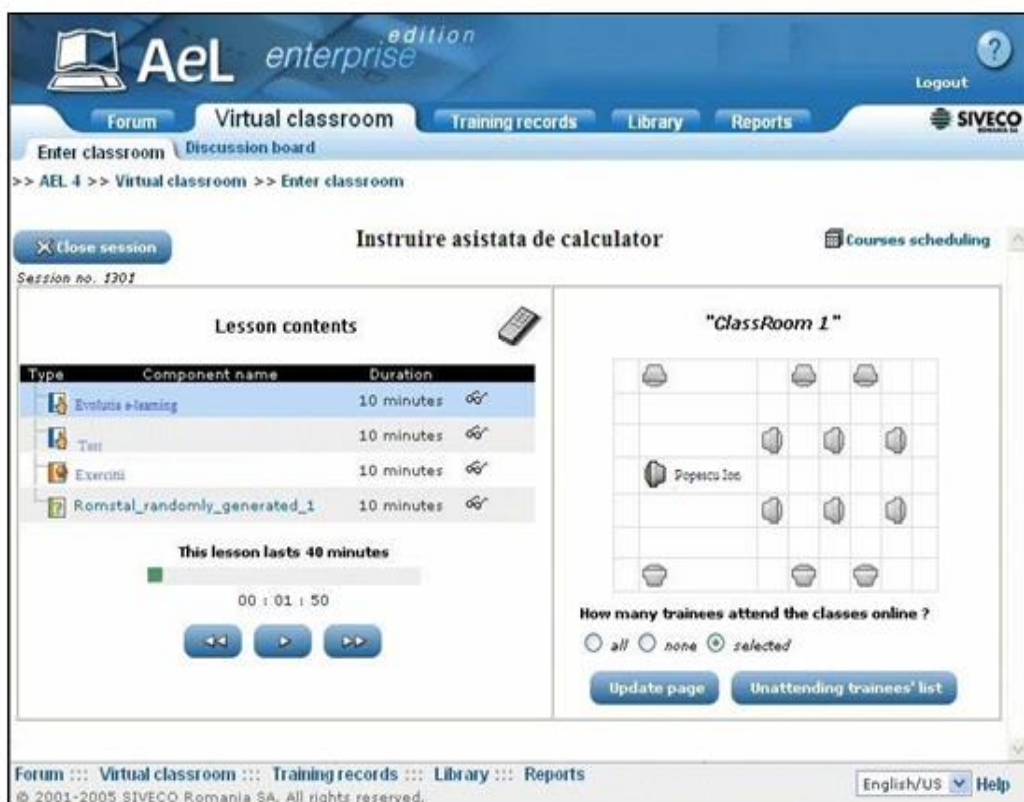 AeL enterprise edition
?
Logout
Forum Virtual classroom Training records Library Reports SIVECO
ROMANIA SA
Enter classroom Discussion board
>> AEL 4 >> Virtual classroom >> Enter classroom
Close session Instruire asistata de calculator Courses scheduling
Session no. 1301
Lesson contents
Type Component name Duration
Evolutia e-learning 10 minutes
Test 10 minutes
Exercitii 10 minutes
Romstal_randomly_generated_1 10 minutes
This lesson lasts 40 minutes
00 : 01 : 50
"ClassRoom 1"
Popescu Ion
How many trainees attend the classes online ?
all none selected
Update page Unattending trainees' list
Forum ::: Virtual classroom ::: Training records ::: Library ::: Reports
English/US Help
© 2001-2005 SIVECO Romania SA. All rights reserved.